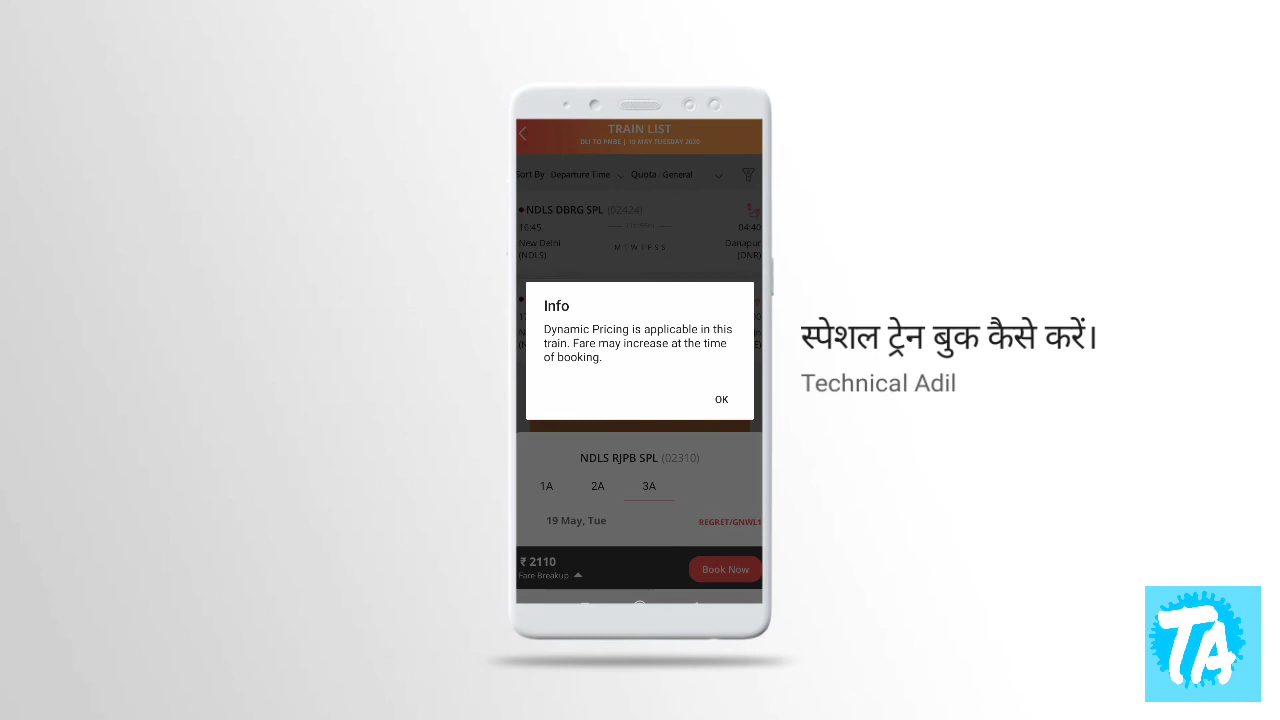 TRAIN LIST
DLI TO PNBE | 19 MAY TUESDAY 2020
Sort By Departure Time Quota General
NDLS DBRG SPL (02424)
16:45 04:40
New Delhi Danapur
(NDLS) M T W T F S S (DNR)
Info
Dynamic Pricing is applicable in this
train. Fare may increase at the time
of booking.
OK
NDLS RJPB SPL (02310)
1A 2A 3A
19 May, Tue REGRET/GNWL1
₹ 2110
Fare Breakup Book Now
स्पेशल ट्रेन बुक कैसे करें।
Technical Adil
TA